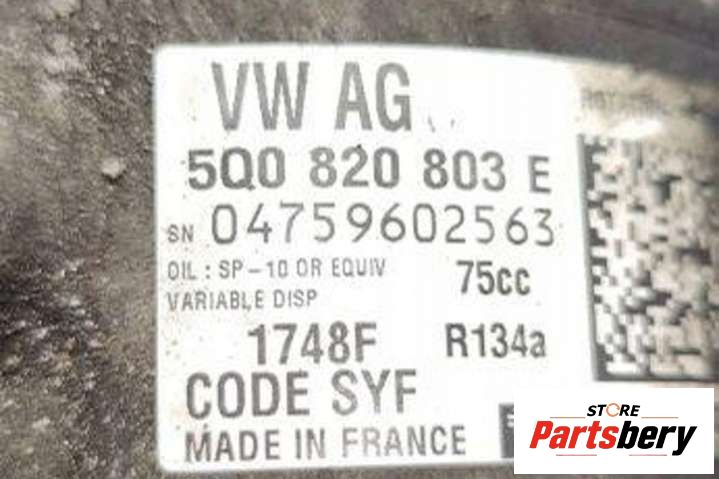 VW AG
5Q0 820 803 E
SN 04759602563
OIL : SP-10 OR EQUIV 75cc
VARIABLE DISP
1748F R134a
CODE SYF
MADE IN FRANCE
STORE
Partsbery